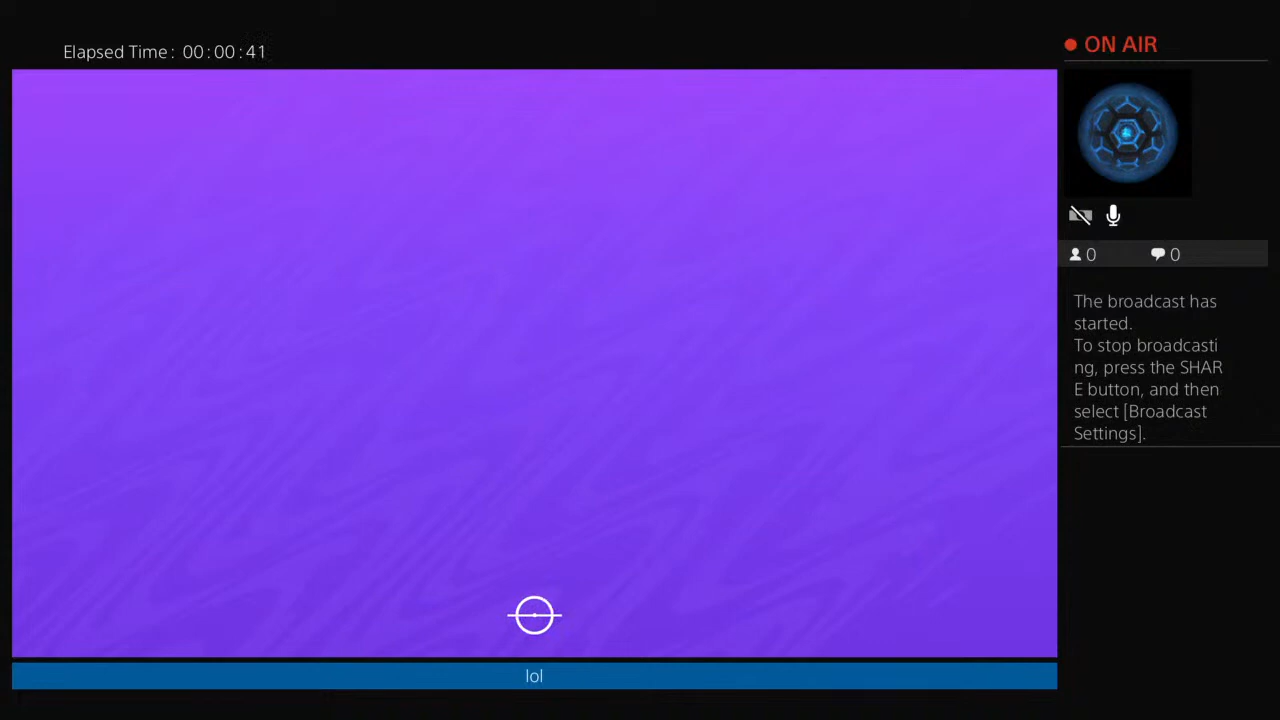 Elapsed Time: 00:00:41
ON AIR
0 0
The broadcast has
started.
To stop broadcasti
ng, press the SHAR
E button, and then
select [Broadcast
Settings].
lol